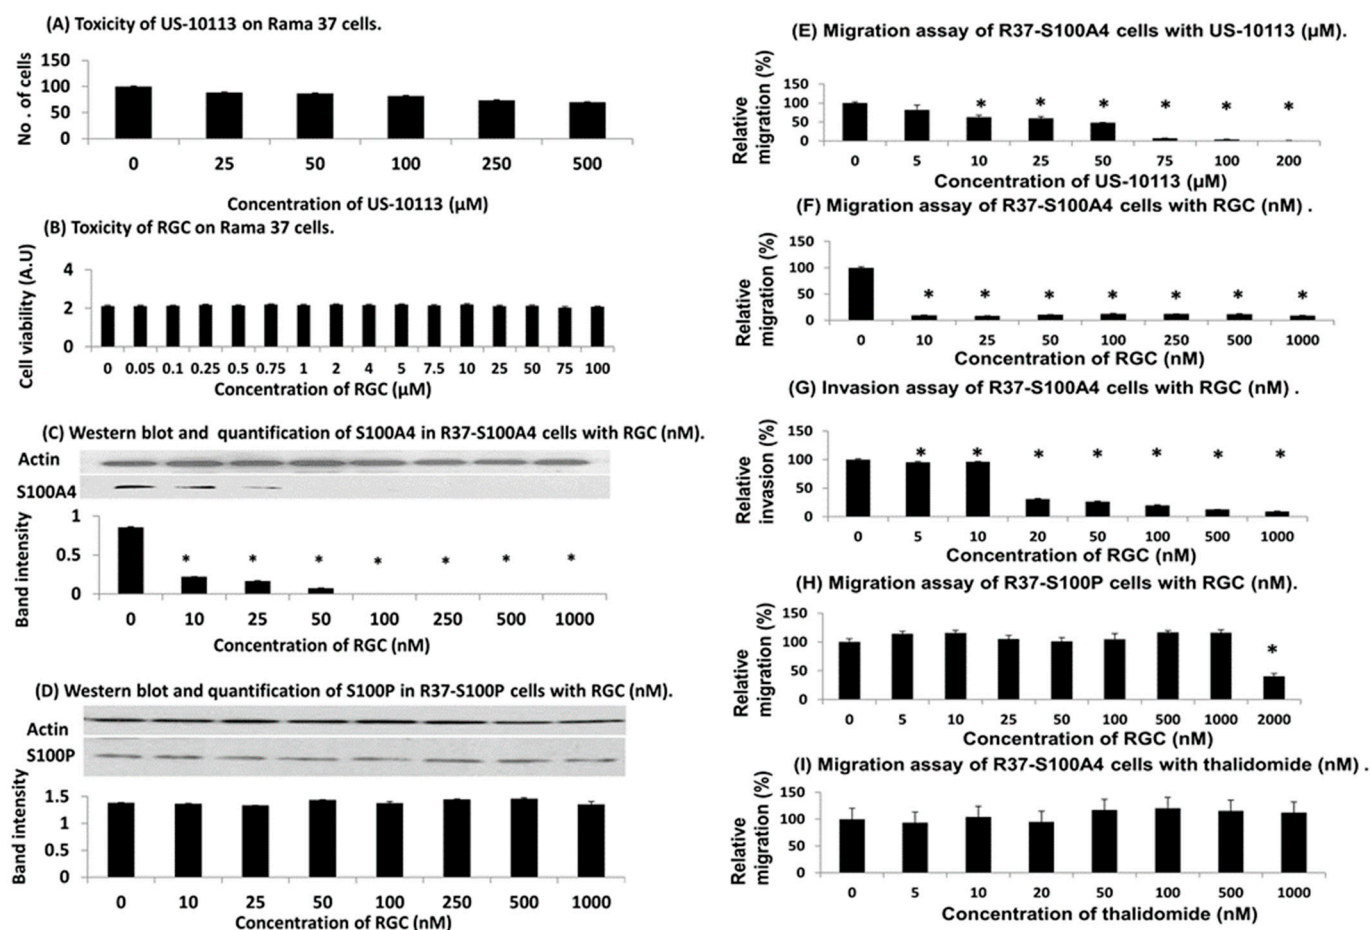 (A) Toxicity of US-10113 on Rama 37 cells.
No. of cells
150
100
50
0
0 25 50 100 250 500
Concentration of US-10113 (µM)
(B) Toxicity of RGC on Rama 37 cells.
Cell viability (A.U)
4
2
0
0 0.05 0.1 0.25 0.5 0.75 1 2 4 5 7.5 10 25 50 75 100
Concentration of RGC (µM)
(C) Western blot and quantification of S100A4 in R37-S100A4 cells with RGC (nM).
Actin
S100A4
Band intensity
1
0.5
0
* * * * * * *
0 10 25 50 100 250 500 1000
Concentration of RGC (nM)
(D) Western blot and quantification of S100P in R37-S100P cells with RGC (nM).
Actin
S100P
Band intensity
1.5
1
0.5
0
0 10 25 50 100 250 500 1000
Concentration of RGC (nM)
(E) Migration assay of R37-S100A4 cells with US-10113 (µM).
Relative
migration (%)
150
100
50
0
* * * * * *
0 5 10 25 50 75 100 200
Concentration of US-10113 (µM)
(F) Migration assay of R37-S100A4 cells with RGC (nM) .
Relative
migration (%)
150
100
50
0
* * * * * * *
0 10 25 50 100 250 500 1000
Concentration of RGC (nM)
(G) Invasion assay of R37-S100A4 cells with RGC (nM) .
Relative
invasion (%)
150
100
50
0
* * * * * * *
0 5 10 20 50 100 500 1000
Concentration of RGC (nM)
(H) Migration assay of R37-S100P cells with RGC (nM).
Relative
migration (%)
150
100
50
0
*
0 5 10 25 50 100 500 1000 2000
Concentration of RGC (nM)
(I) Migration assay of R37-S100A4 cells with thalidomide (nM) .
Relative
migration (%)
150
100
50
0
0 5 10 20 50 100 500 1000
Concentration of thalidomide (nM)